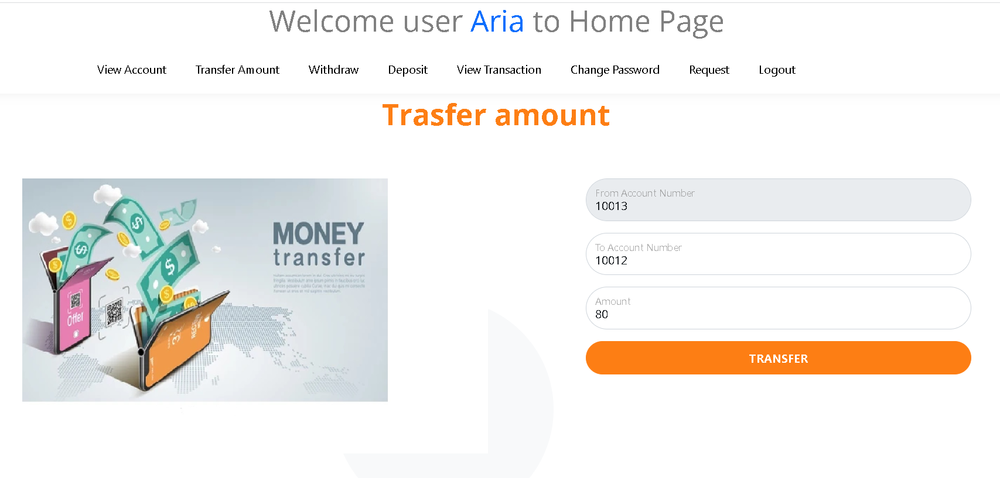 Welcome user Aria to Home Page
View Account Transfer Amount Withdraw Deposit View Transaction Change Password Request Logout
Trasfer amount
MONEY
transfer
Offer
From Account Number
10013
To Account Number
10012
Amount
80
TRANSFER